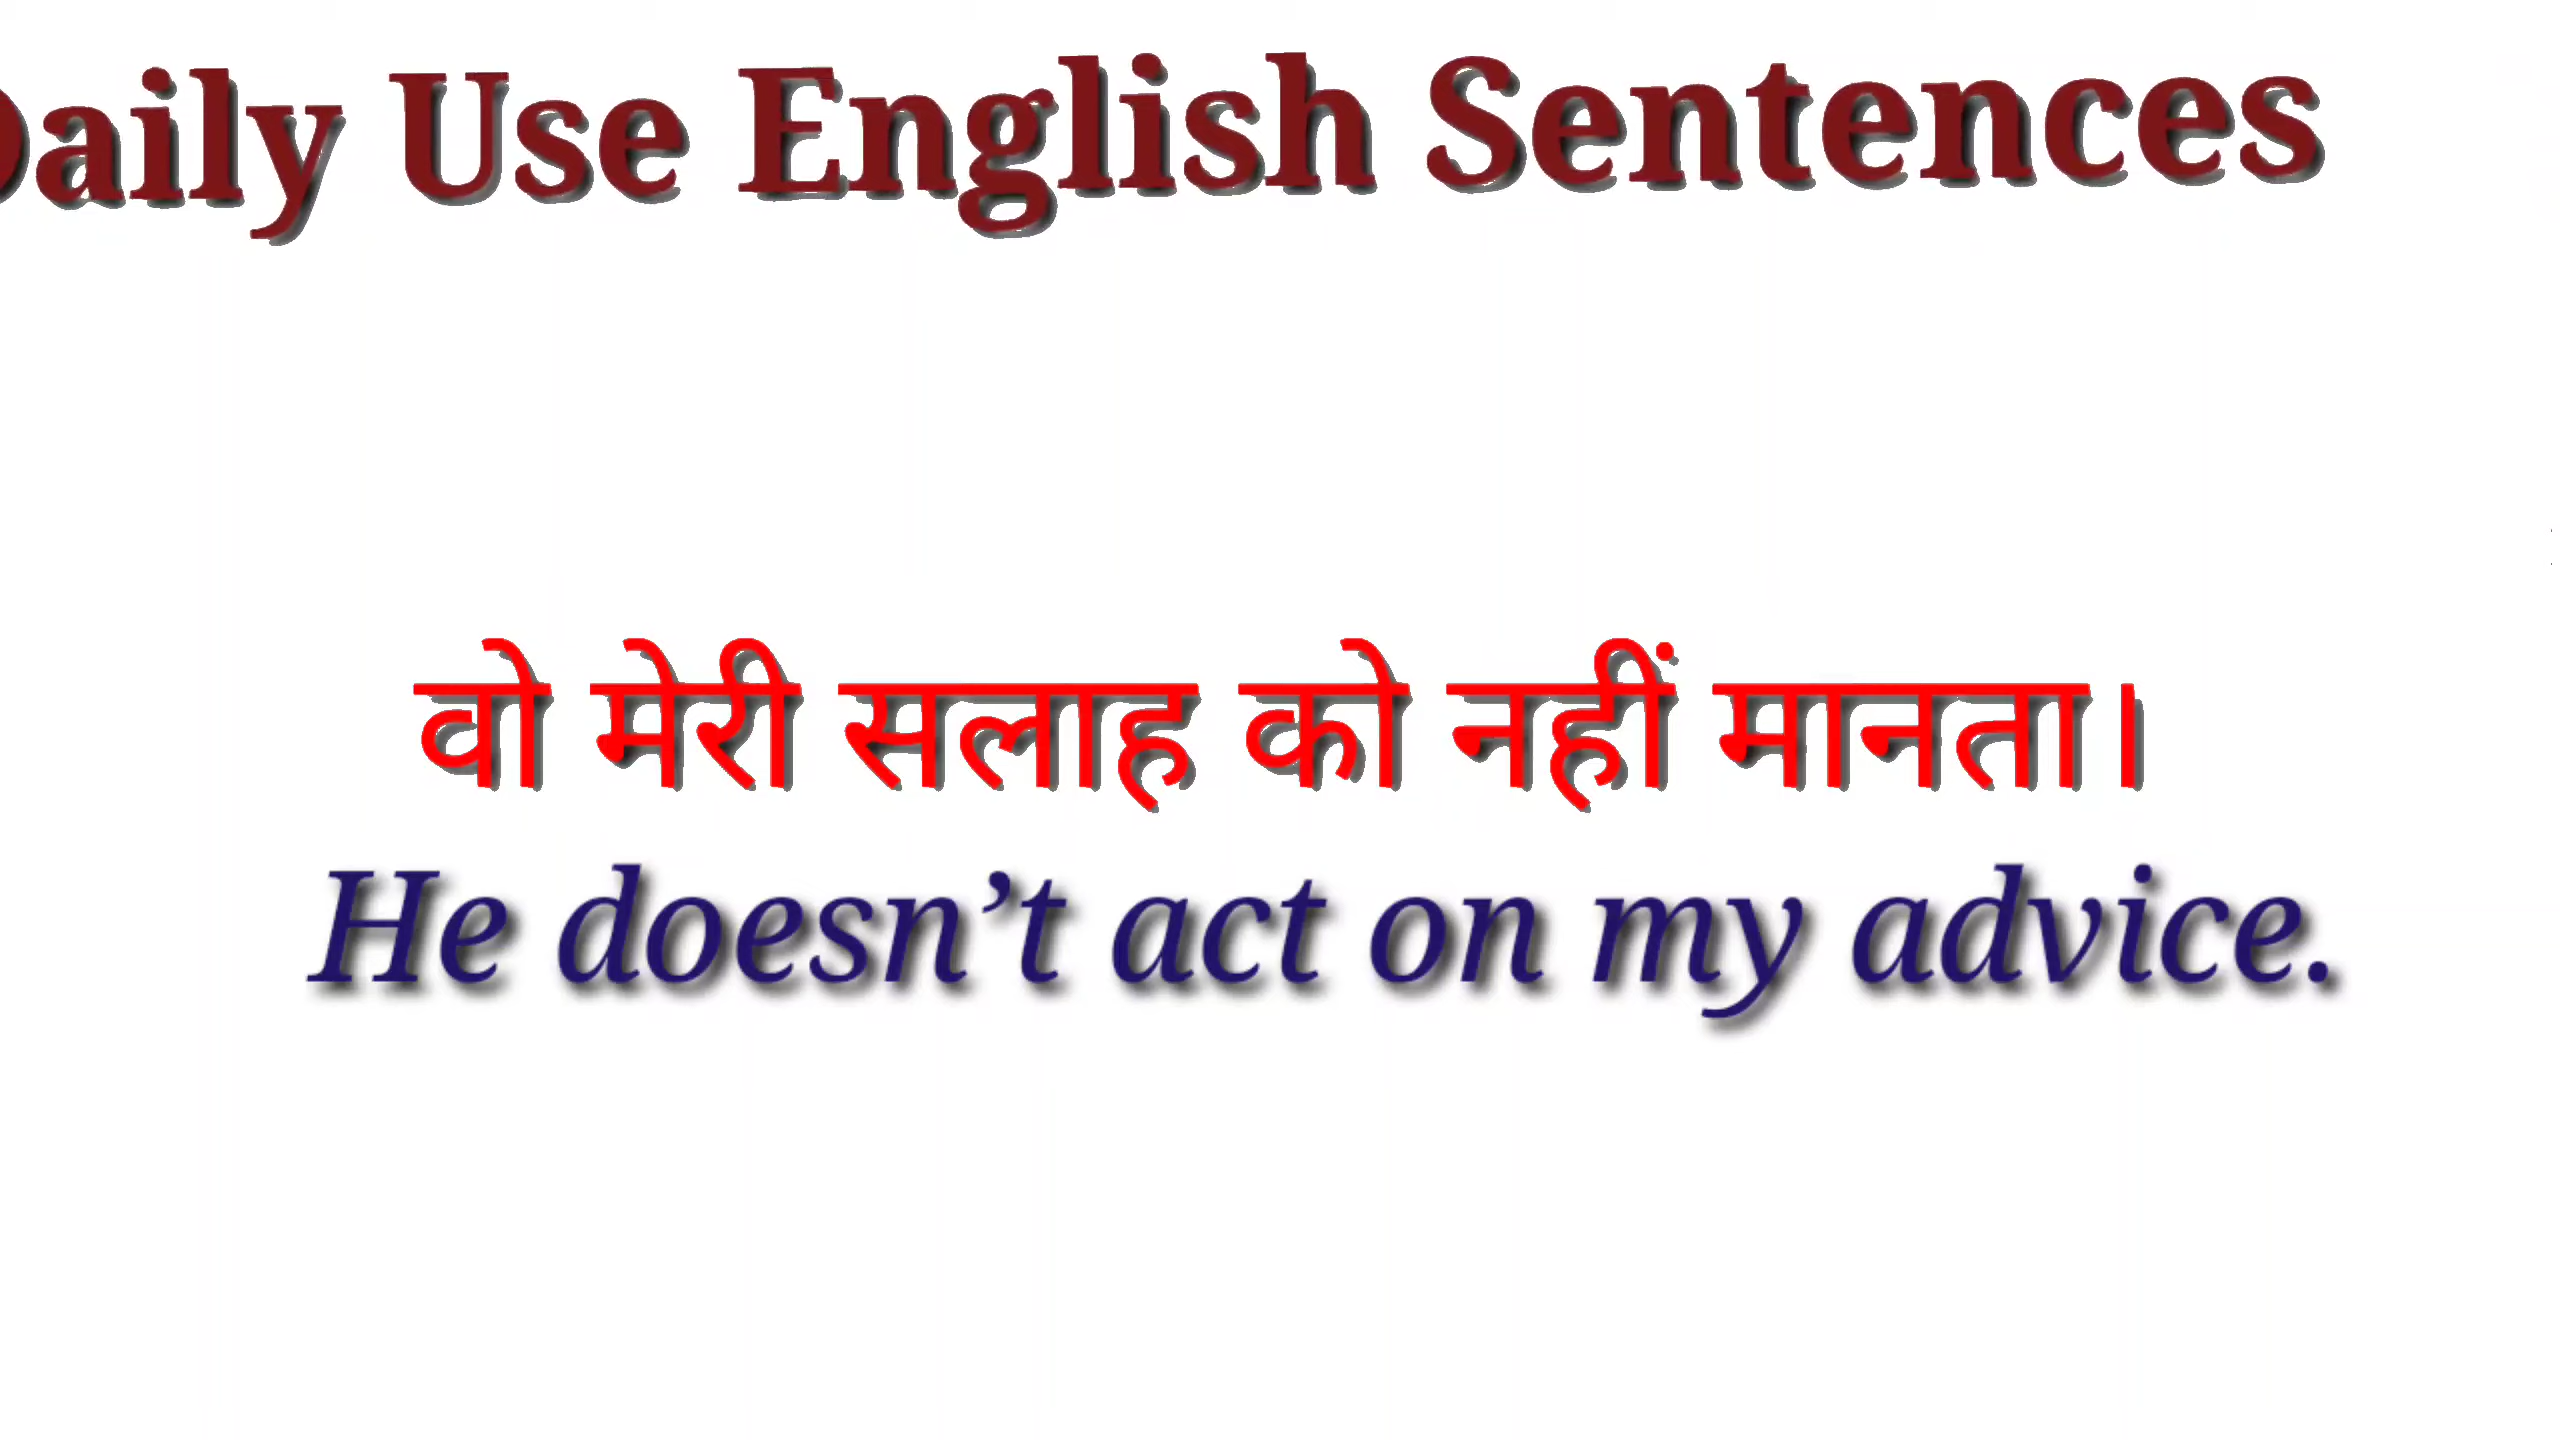 Daily Use English Sentences
वो मेरी सलाह को नहीं मानता।
He doesn’t act on my advice.